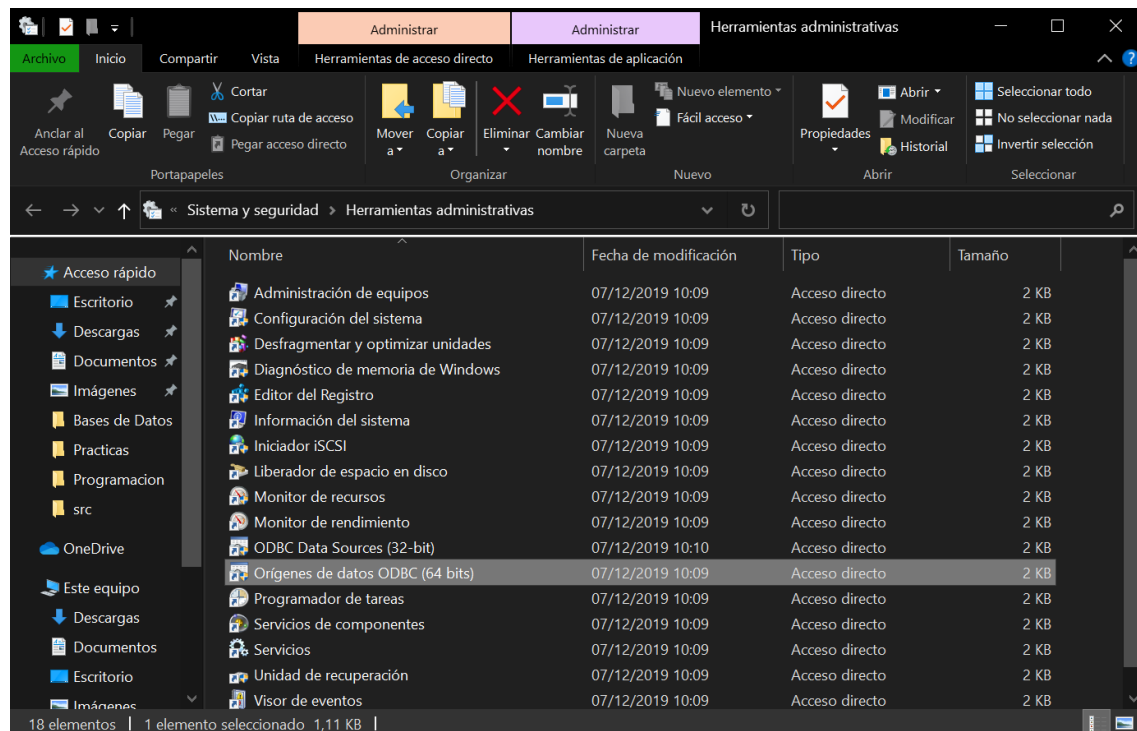 Administrar Administrar Herramientas administrativas
Archivo Inicio Compartir Vista Herramientas de acceso directo Herramientas de aplicación
Anclar al
Acceso rápido
Copiar
Pegar
Cortar
Copiar ruta de acceso
Pegar acceso directo
Portapapeles
Mover
a
Copiar
a
Eliminar
Cambiar
nombre
Organizar
Nueva
carpeta
Nuevo elemento
Fácil acceso
Nuevo
Propiedades
Abrir
Modificar
Historial
Abrir
Seleccionar todo
No seleccionar nada
Invertir selección
Seleccionar
« Sistema y seguridad > Herramientas administrativas
Acceso rápido
Escritorio
Descargas
Documentos
Imágenes
Bases de Datos
Practicas
Programacion
src
OneDrive
Este equipo
Descargas
Documentos
Escritorio
Imágenes
Nombre Fecha de modificación Tipo Tamaño
Administración de equipos 07/12/2019 10:09 Acceso directo 2 KB
Configuración del sistema 07/12/2019 10:09 Acceso directo 2 KB
Desfragmentar y optimizar unidades 07/12/2019 10:09 Acceso directo 2 KB
Diagnóstico de memoria de Windows 07/12/2019 10:09 Acceso directo 2 KB
Editor del Registro 07/12/2019 10:09 Acceso directo 2 KB
Información del sistema 07/12/2019 10:09 Acceso directo 2 KB
Iniciador iSCSI 07/12/2019 10:09 Acceso directo 2 KB
Liberador de espacio en disco 07/12/2019 10:09 Acceso directo 2 KB
Monitor de recursos 07/12/2019 10:09 Acceso directo 2 KB
Monitor de rendimiento 07/12/2019 10:09 Acceso directo 2 KB
ODBC Data Sources (32-bit) 07/12/2019 10:10 Acceso directo 2 KB
Orígenes de datos ODBC (64 bits) 07/12/2019 10:09 Acceso directo 2 KB
Programador de tareas 07/12/2019 10:09 Acceso directo 2 KB
Servicios de componentes 07/12/2019 10:09 Acceso directo 2 KB
Servicios 07/12/2019 10:09 Acceso directo 2 KB
Unidad de recuperación 07/12/2019 10:09 Acceso directo 2 KB
Visor de eventos 07/12/2019 10:09 Acceso directo 2 KB
18 elementos 1 elemento seleccionado 1,11 KB